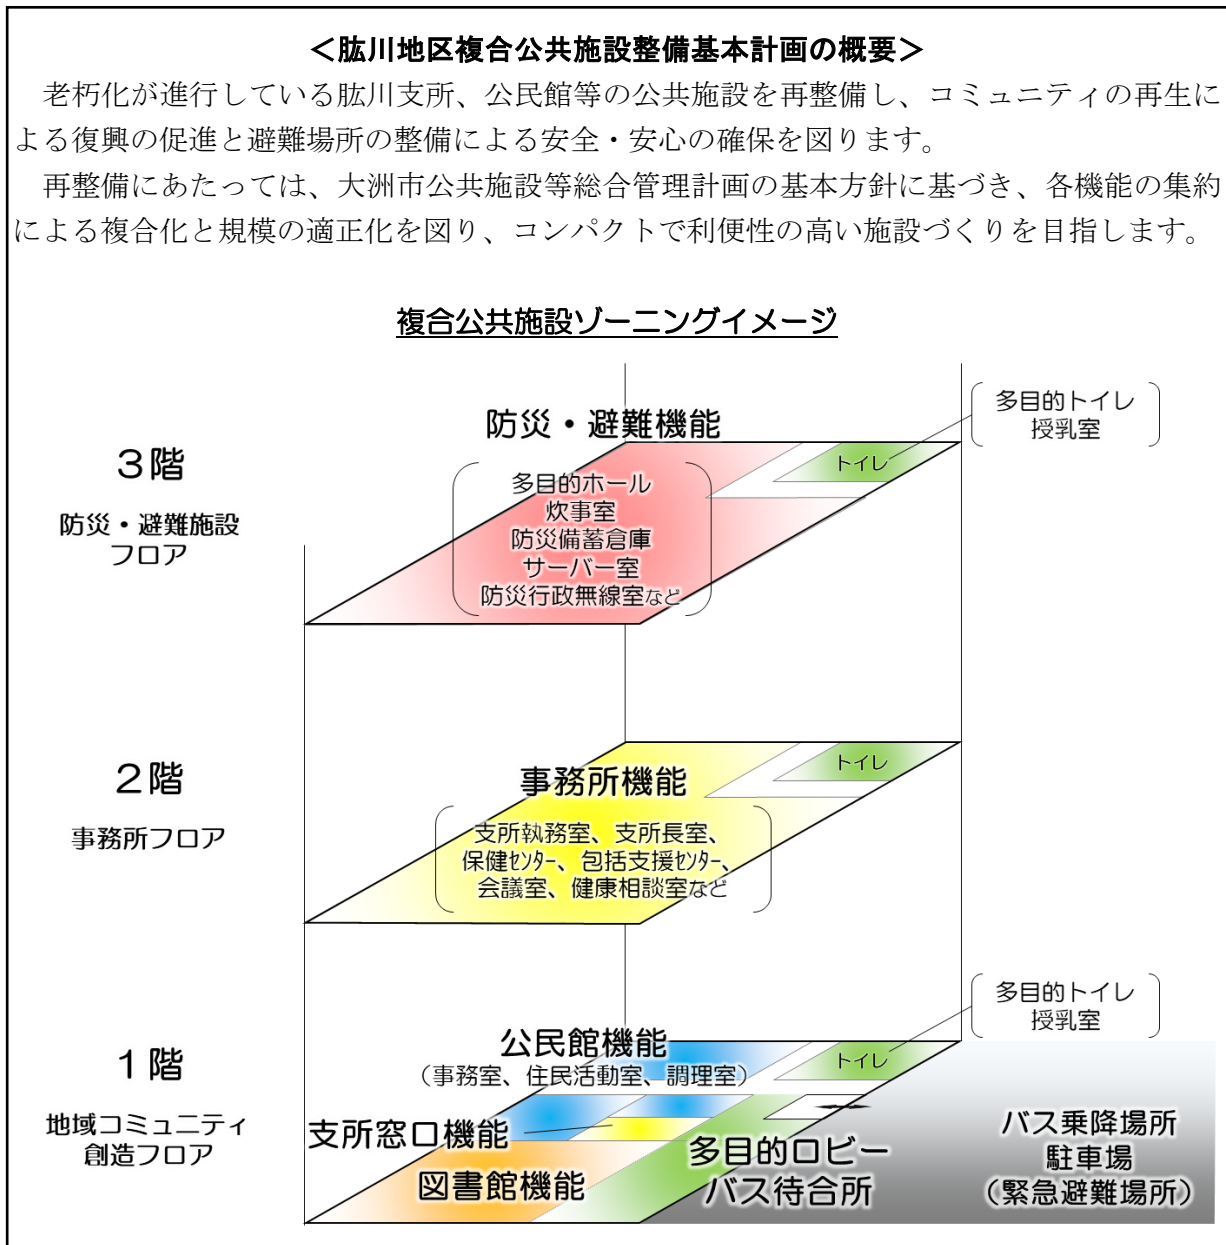 ＜肱川地区複合公共施設整備基本計画の概要＞
　老朽化が進行している肱川支所、公民館等の公共施設を再整備し、コミュニティの再生に
よる復興の促進と避難場所の整備による安全・安心の確保を図ります。
　再整備にあたっては、大洲市公共施設等総合管理計画の基本方針に基づき、各機能の集約
による複合化と規模の適正化を図り、コンパクトで利便性の高い施設づくりを目指します。
複合公共施設ゾーニングイメージ
３階
防災・避難施設
フロア
防災・避難機能
多目的ホール
炊事室
防災備蓄倉庫
サーバー室
防災行政無線室など
トイレ
多目的トイレ
授乳室
２階
事務所フロア
事務所機能
支所執務室、支所長室、
保健ｾﾝﾀｰ、包括支援ｾﾝﾀｰ、
会議室、健康相談室など
トイレ
１階
地域コミュニティ
創造フロア
公民館機能
（事務室、住民活動室、調理室）
支所窓口機能
図書館機能
トイレ
多目的トイレ
授乳室
多目的ロビー
バス待合所
バス乗降場所
駐車場
（緊急避難場所）